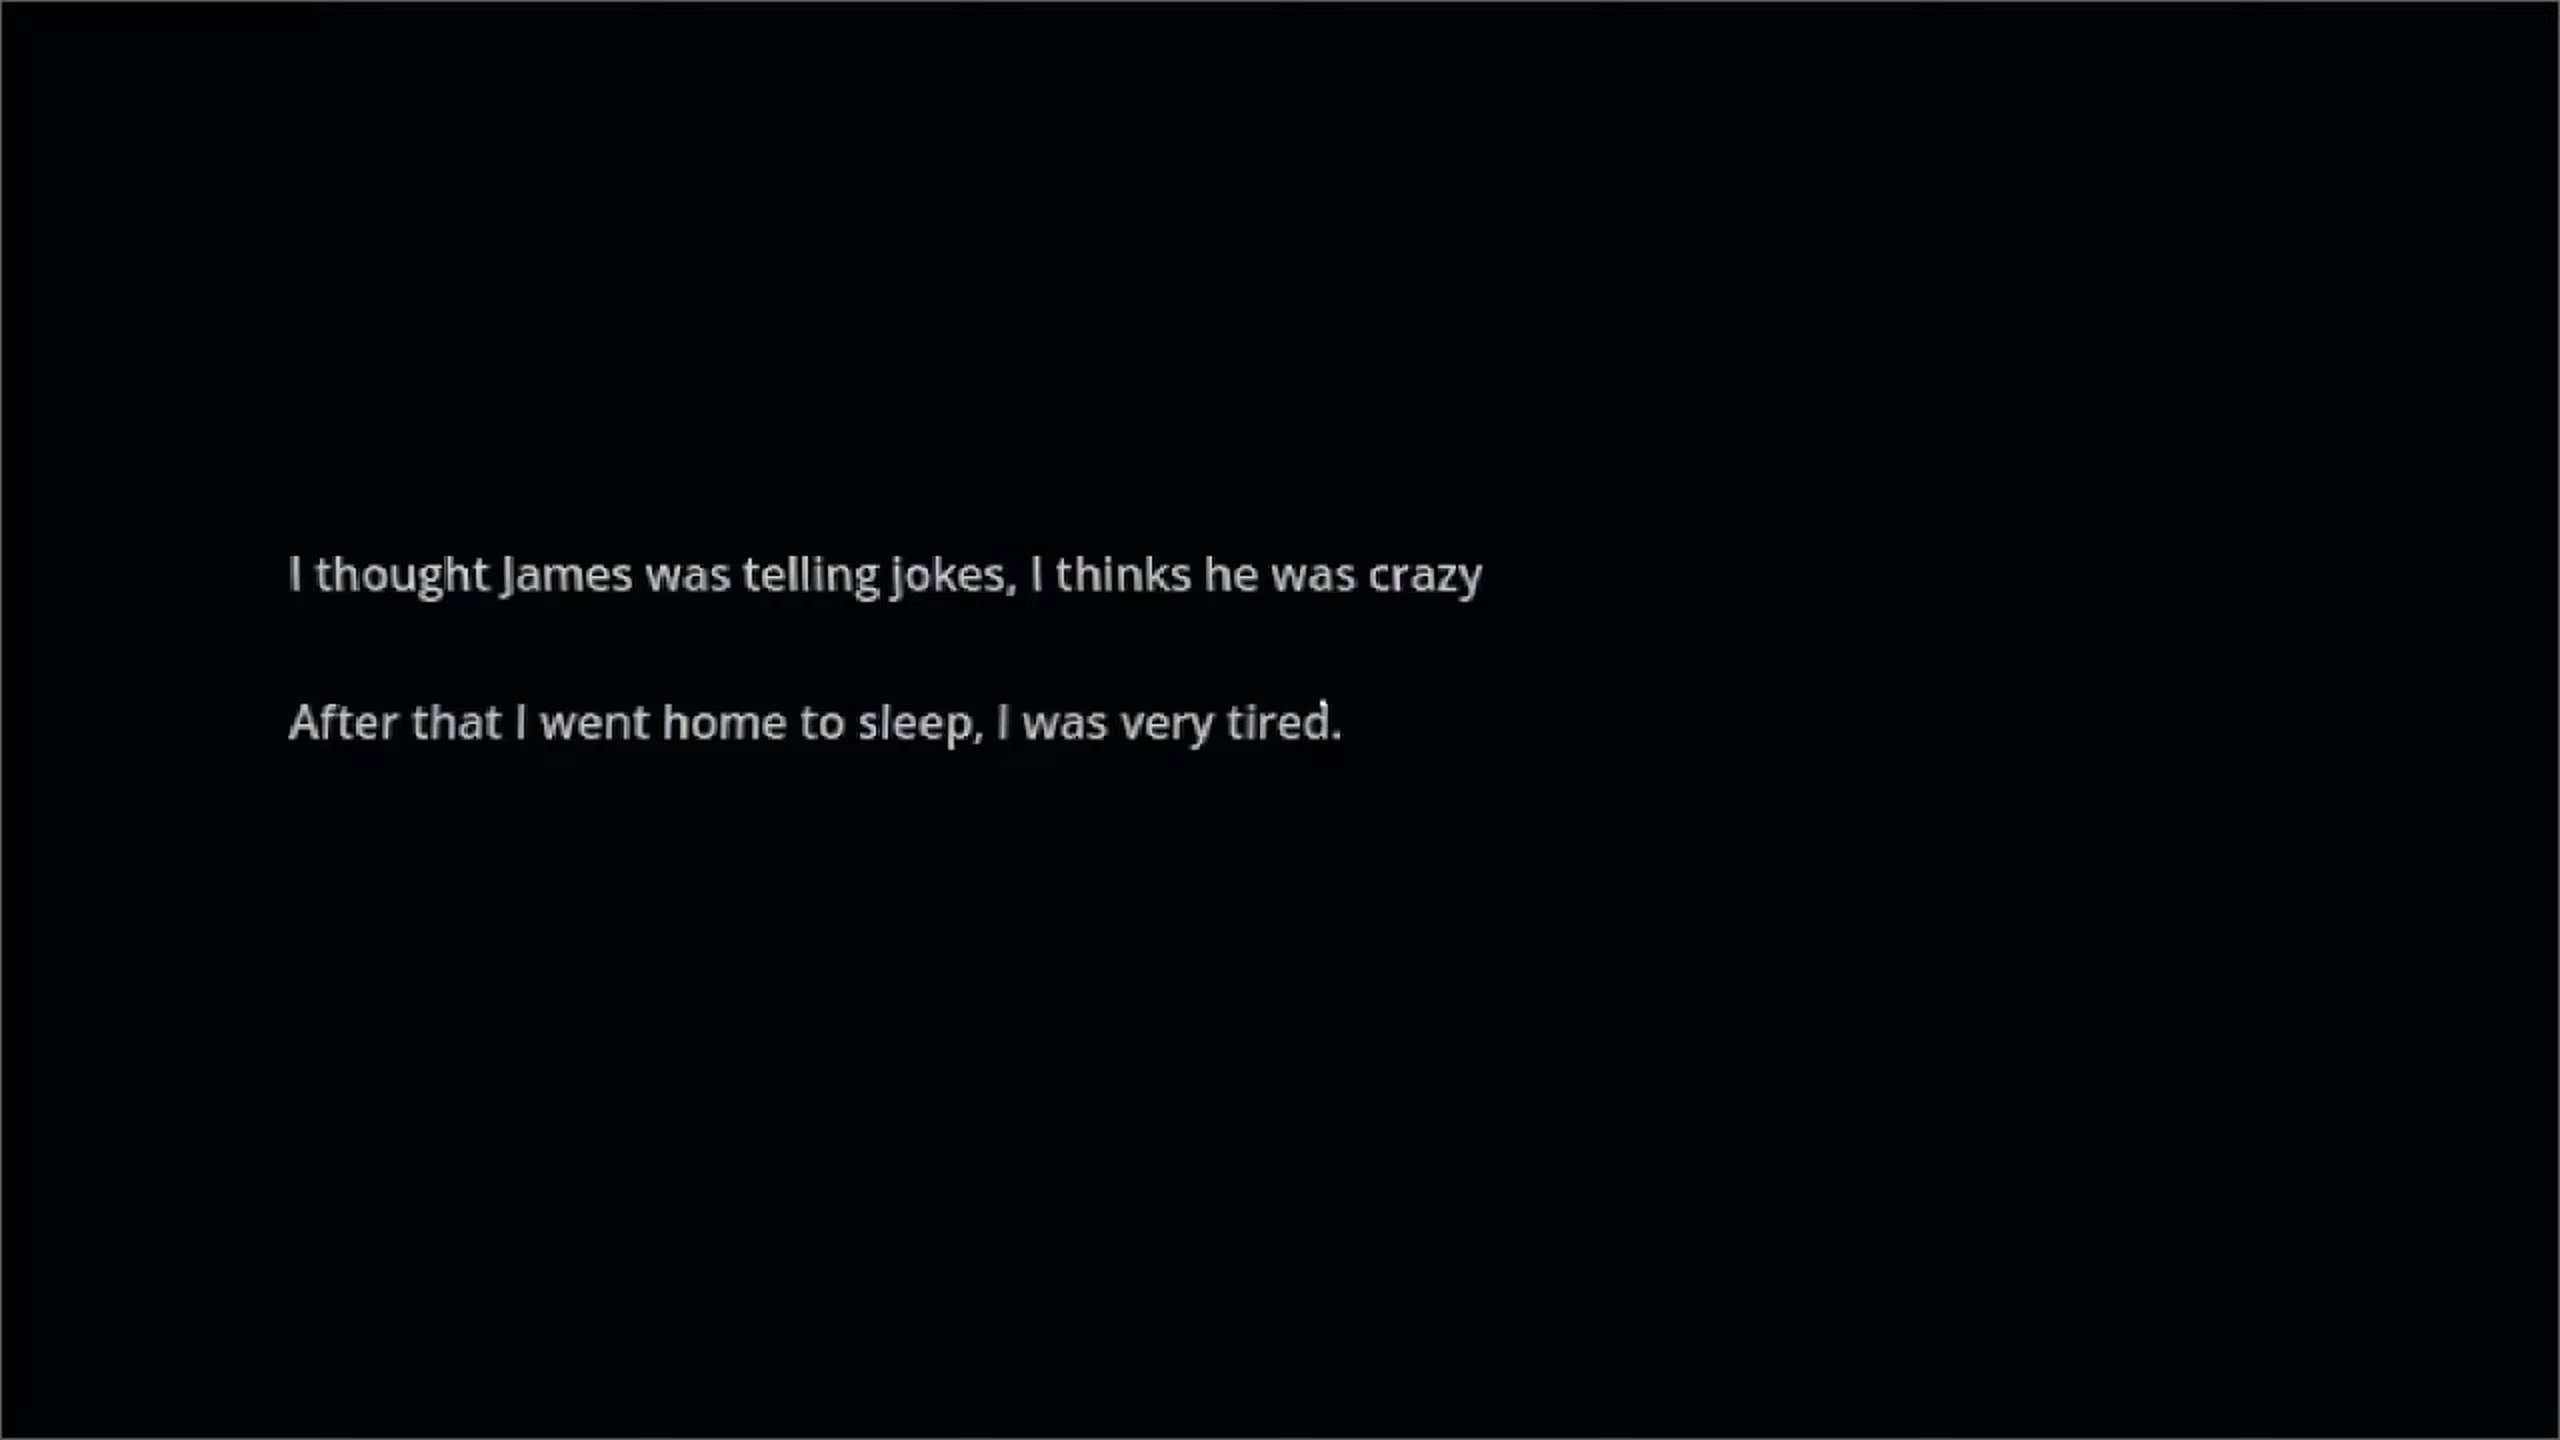 I thought James was telling jokes, I thinks he was crazy
After that I went home to sleep, I was very tired.